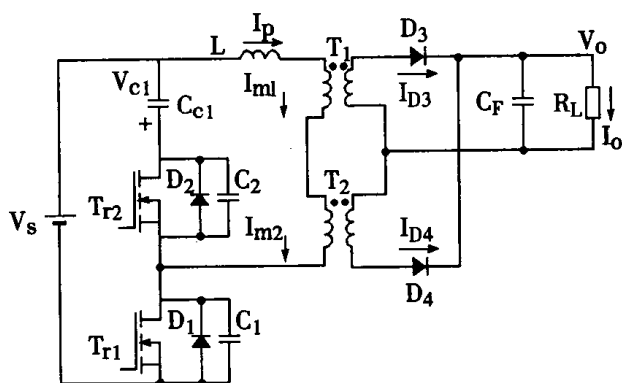 L
I_p
T_1
D_3
V_o
V_c1
C_c1
+
I_ml
I_D3
C_F
R_L
I_o
D_2
C_2
T_r2
T_2
V_s
I_m2
I_D4
D_4
D_1
C_1
T_r1